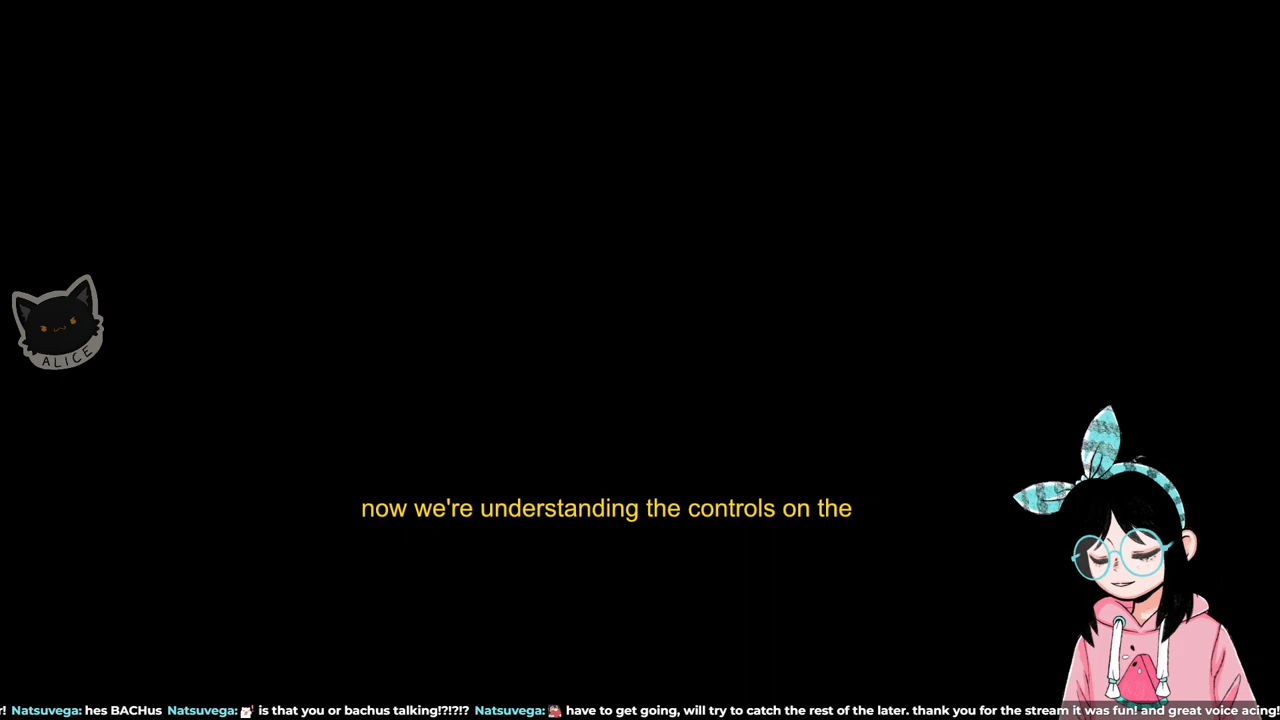 ALICE
now we're understanding the controls on the
r! Natsuvega: hes BACHus Natsuvega: is that you or bachus talking!?!?!? Natsuvega: have to get going, will try to catch the rest of the later. thank you for the stream it was fun! and great voice acing!